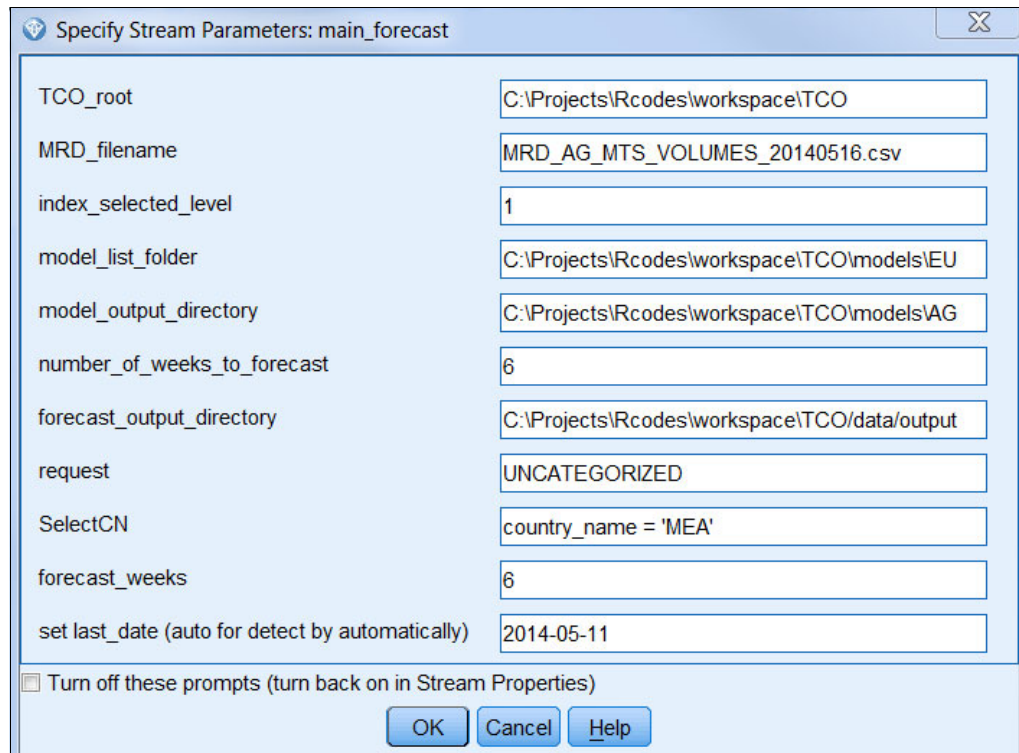 Specify Stream Parameters: main_forecast
TCO_root C:\Projects\Rcodes\workspace\TCO
MRD_filename MRD_AG_MTS_VOLUMES_20140516.csv
index_selected_level 1
model_list_folder C:\Projects\Rcodes\workspace\TCO\models\EU
model_output_directory C:\Projects\Rcodes\workspace\TCO\models\AG
number_of_weeks_to_forecast 6
forecast_output_directory C:\Projects\Rcodes\workspace\TCO/data/output
request UNCATEGORIZED
SelectCN country_name = 'MEA'
forecast_weeks 6
set last_date (auto for detect by automatically) 2014-05-11
Turn off these prompts (turn back on in Stream Properties)
OK Cancel Help